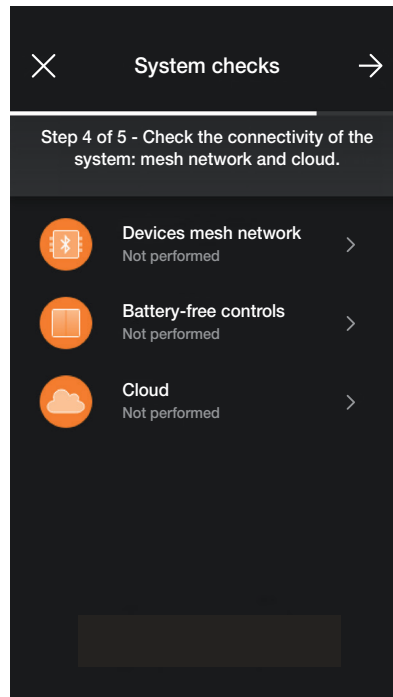 System checks
Step 4 of 5 - Check the connectivity of the
system: mesh network and cloud.
Devices mesh network
Not performed
Battery-free controls
Not performed
Cloud
Not performed